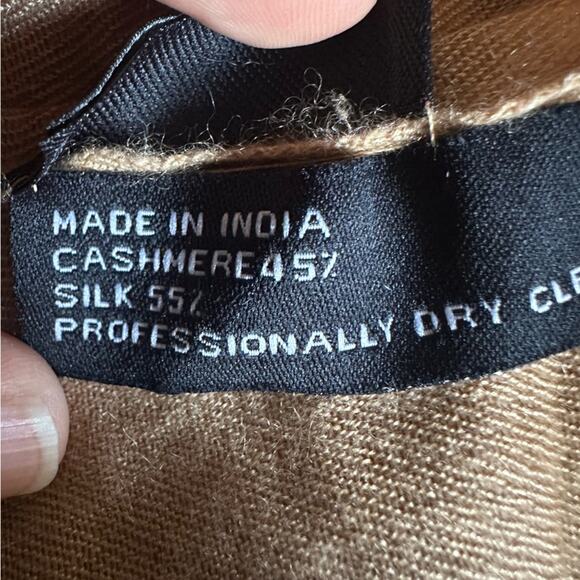 MADE IN INDIA
CASHMERE 45%
SILK 55%
PROFESSIONALLY DRY CLE